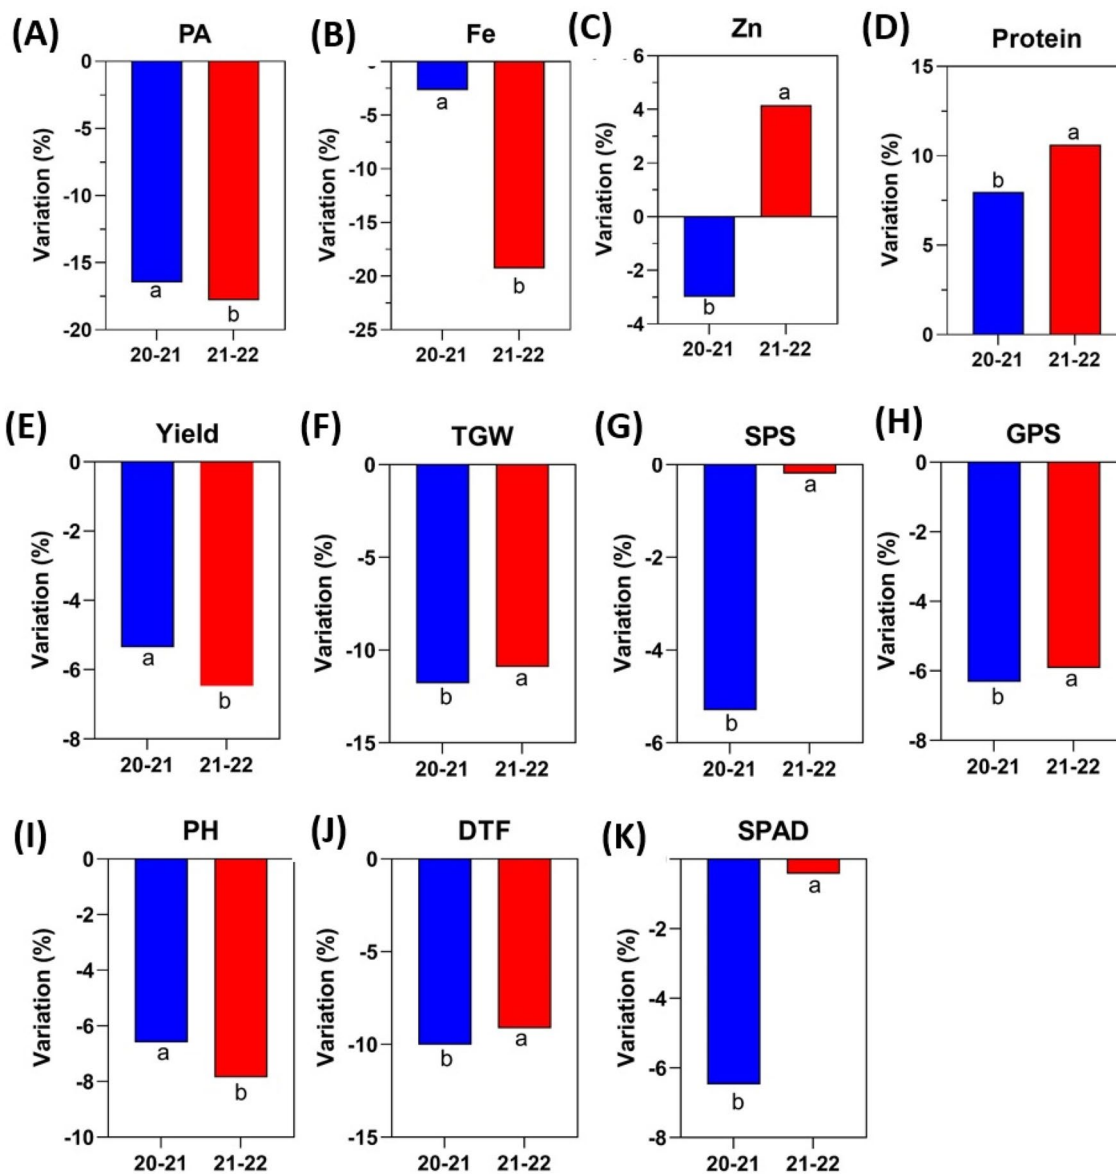 (A) PA
Variation (%)
0
-5
-10
-15
-20
a
b
20-21 21-22
(B) Fe
Variation (%)
-5
-10
-15
-20
-25
a
b
20-21 21-22
(C) Zn
Variation (%)
6
4
2
0
-2
-4
b
a
20-21 21-22
(D) Protein
Variation (%)
15
10
5
0
b
a
20-21 21-22
(E) Yield
Variation (%)
0
-2
-4
-6
-8
a
b
20-21 21-22
(F) TGW
Variation (%)
0
-5
-10
-15
b
a
20-21 21-22
(G) SPS
Variation (%)
0
-2
-4
-6
b
a
20-21 21-22
(H) GPS
Variation (%)
0
-2
-4
-6
-8
b
a
20-21 21-22
(I) PH
Variation (%)
0
-2
-4
-6
-8
-10
a
b
20-21 21-22
(J) DTF
Variation (%)
0
-5
-10
-15
b
a
20-21 21-22
(K) SPAD
Variation (%)
-2
-4
-6
-8
b
a
20-21 21-22